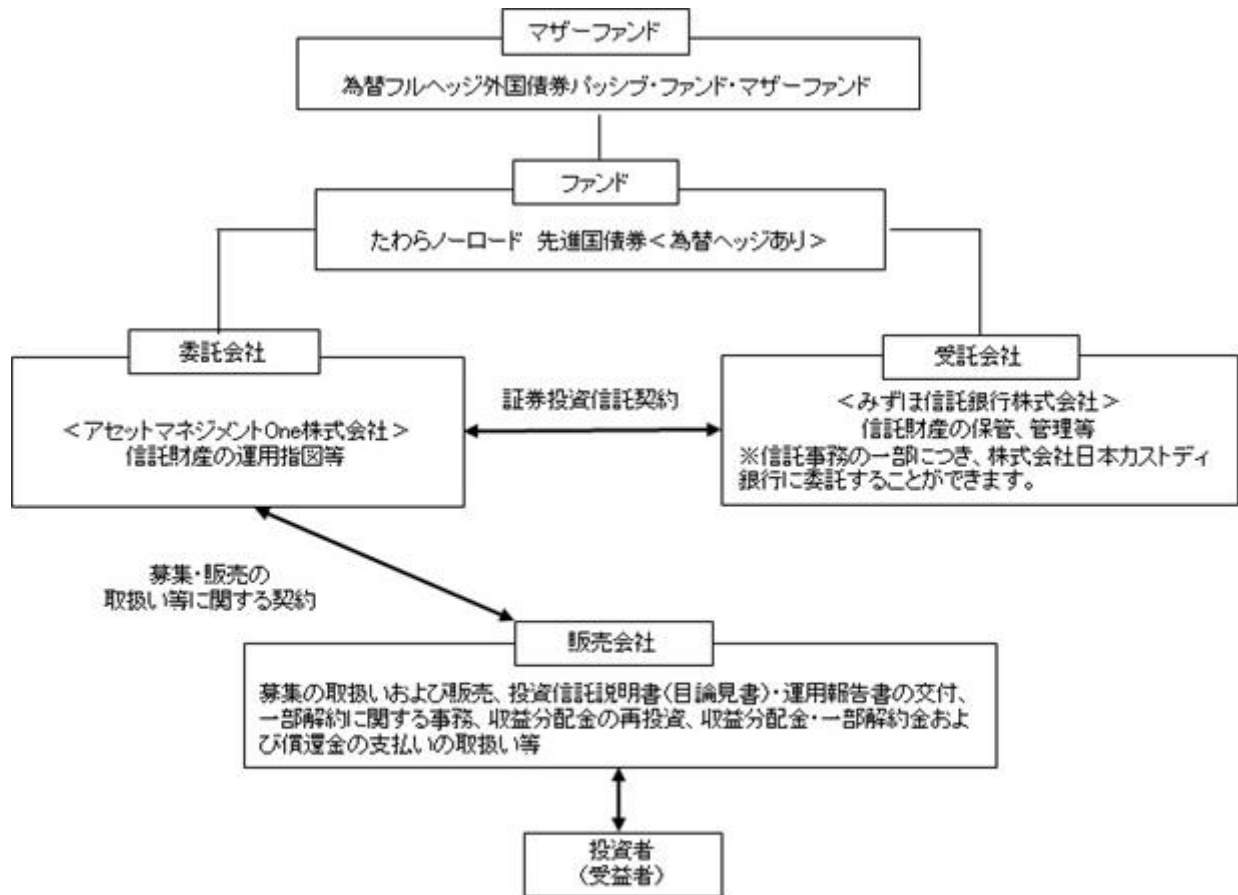 マザーファンド
為替フルヘッジ外国債券パッシブ・ファンド・マザーファンド
ファンド
たわらノーロード 先進国債券＜為替ヘッジあり＞
委託会社
＜アセットマネジメントOne株式会社＞
信託財産の運用指図等
証券投資信託契約
受託会社
＜みずほ信託銀行株式会社＞
信託財産の保管、管理等
※信託事務の一部につき、株式会社日本カストディ
銀行に委託することができます。
募集・販売の
取扱い等に関する契約
販売会社
募集の取扱いおよび販売、投資信託説明書（目論見書）・運用報告書の交付、
一部解約に関する事務、収益分配金の再投資、収益分配金・一部解約金およ
び償還金の支払いの取扱い等
投資者
（受益者）